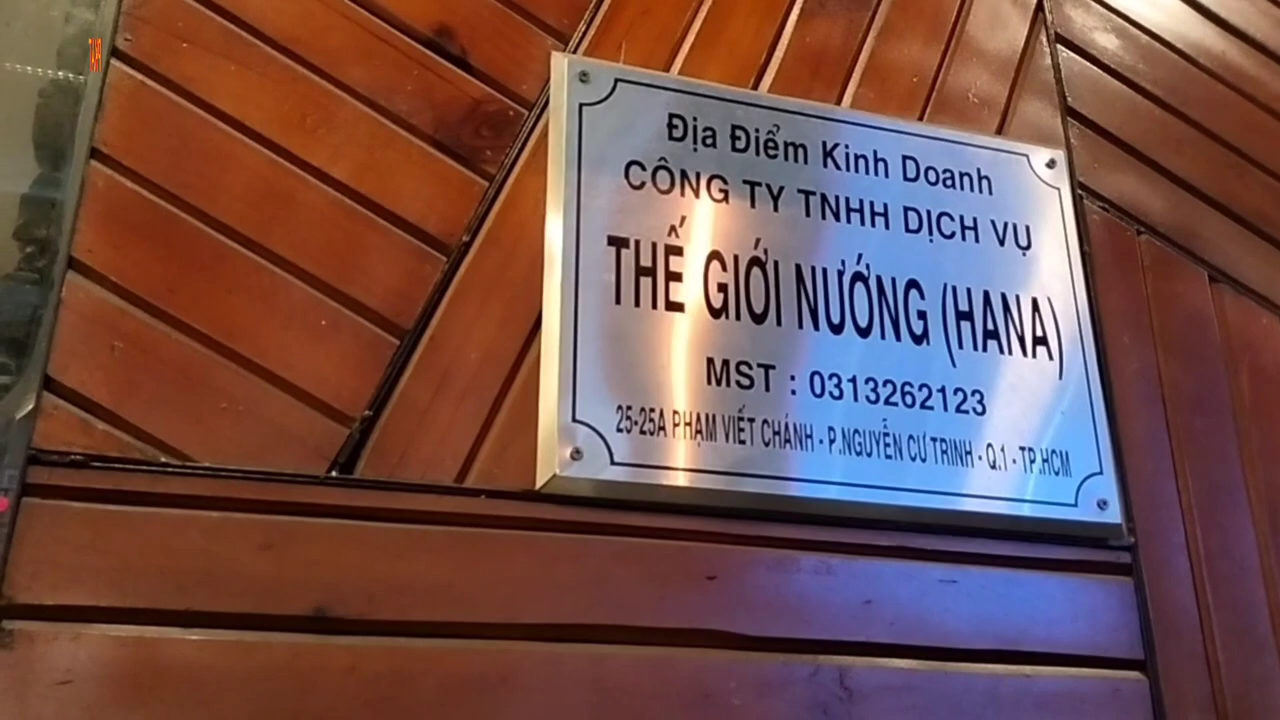 Địa Điểm Kinh Doanh
CÔNG TY TNHH DỊCH VỤ
THẾ GIỚI NƯỚNG (HANA)
MST : 0313262123
25-25A PHẠM VIẾT CHÁNH - P.NGUYỄN CƯ TRINH - Q.1 - TP.HCM